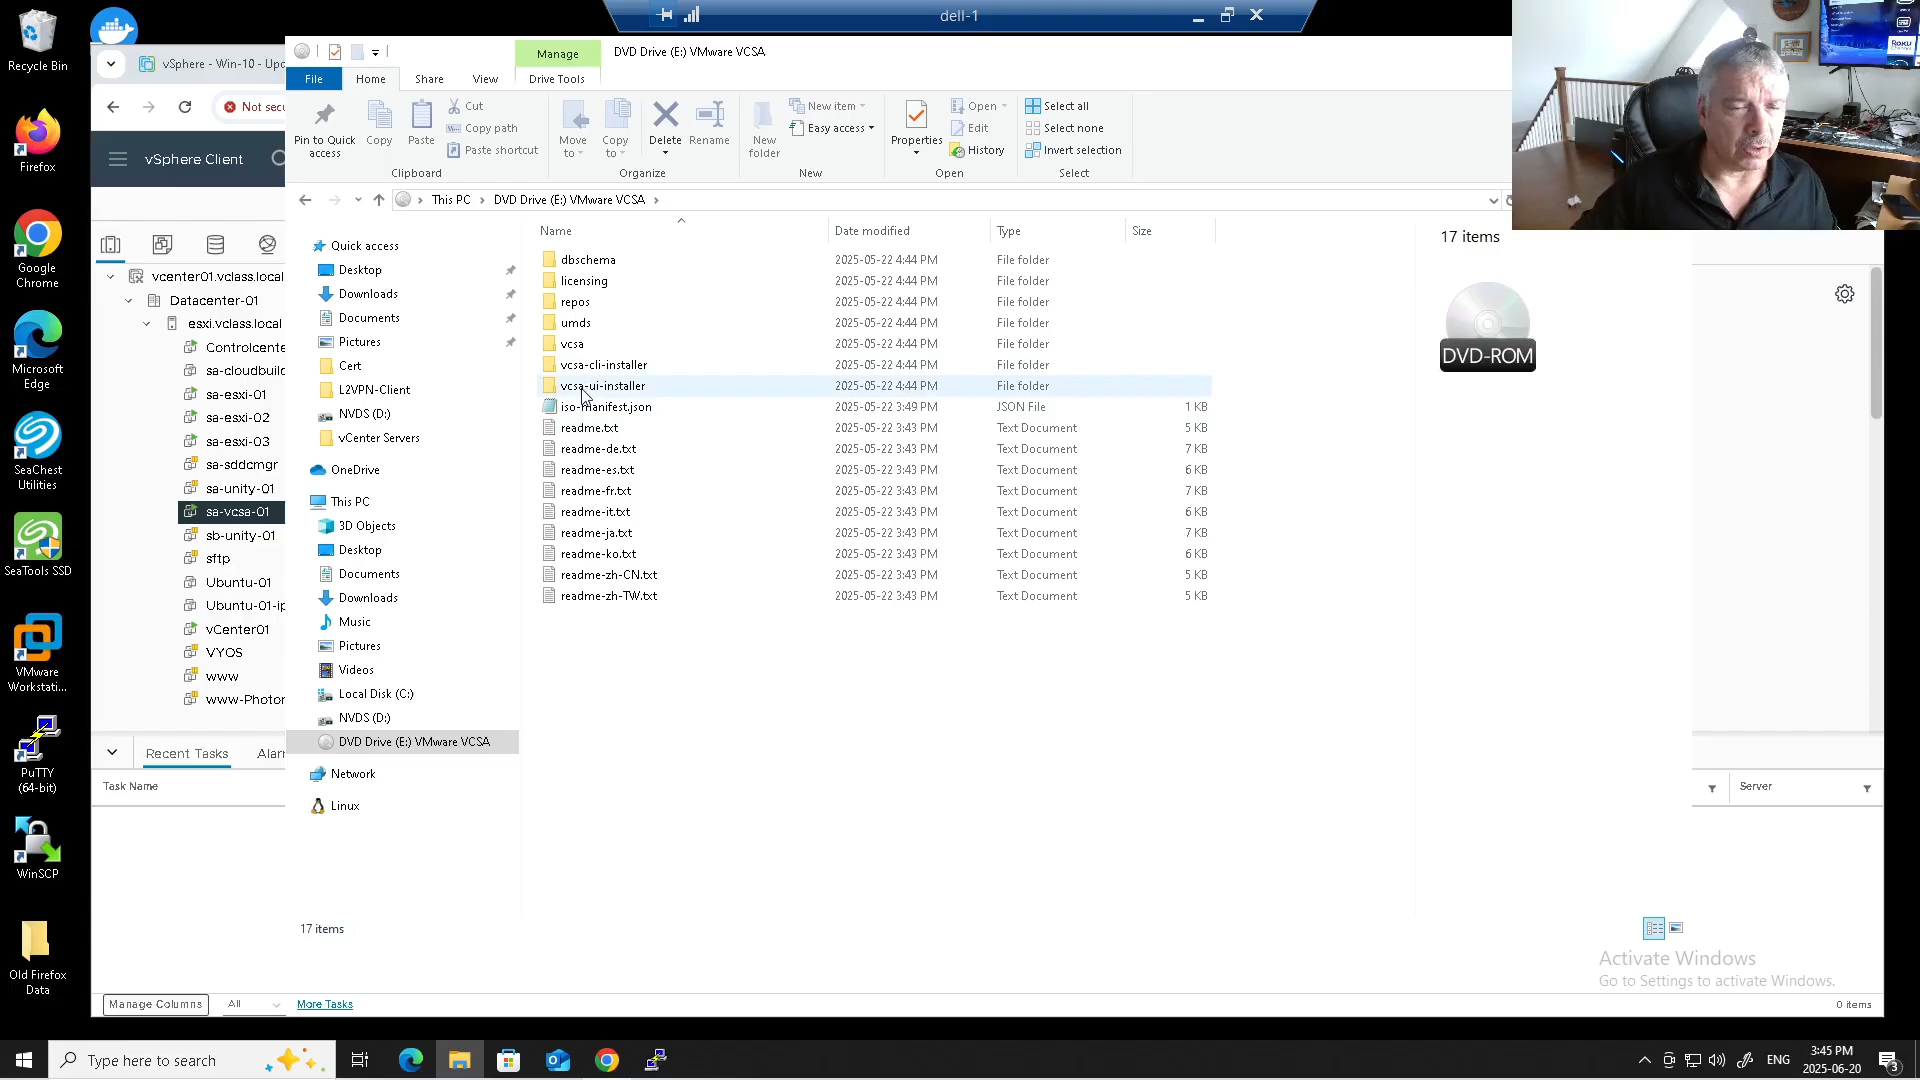 dell-1
Recycle Bin
Firefox
Google
Chrome
Microsoft
Edge
SeaChest
Utilities
SeaTools SSD
VMware
Workstati...
PuTTY
(64-bit)
WinSCP
Old Firefox
Data
vSphere - Win-10 - Upd
Not secu
vSphere Client
vcenter01.vclass.local
Datacenter-01
esxi.vclass.local
Controlcente
sa-cloudbuild
sa-esxi-01
sa-esxi-02
sa-esxi-03
sa-sddcmgr
sa-unity-01
sa-vcsa-01
sb-unity-01
sftp
Ubuntu-01
Ubuntu-01-ip
vCenter01
VYOS
www
www-Photon
Recent Tasks Alar
Task Name
Manage Columns All More Tasks
Manage DVD Drive (E:) VMware VCSA
File Home Share View Drive Tools
Pin to Quick
access
Copy
Paste
Cut
Copy path
Paste shortcut
Clipboard
Move
to
Copy
to
Delete
Rename
Organize
New
folder
New item
Easy access
New
Properties
Open
Edit
History
Open
Select all
Select none
Invert selection
Select
This PC > DVD Drive (E:) VMware VCSA >
Quick access
Desktop
Downloads
Documents
Pictures
Cert
L2VPN-Client
NVDS (D:)
vCenter Servers
OneDrive
This PC
3D Objects
Desktop
Documents
Downloads
Music
Pictures
Videos
Local Disk (C:)
NVDS (D:)
DVD Drive (E:) VMware VCSA
Network
Linux
Name Date modified Type Size
dbschema 2025-05-22 4:44 PM File folder
licensing 2025-05-22 4:44 PM File folder
repos 2025-05-22 4:44 PM File folder
umds 2025-05-22 4:44 PM File folder
vcsa 2025-05-22 4:44 PM File folder
vcsa-cli-installer 2025-05-22 4:44 PM File folder
vcsa-ui-installer 2025-05-22 4:44 PM File folder
iso-manifest.json 2025-05-22 3:49 PM JSON File 1 KB
readme.txt 2025-05-22 3:43 PM Text Document 5 KB
readme-de.txt 2025-05-22 3:43 PM Text Document 7 KB
readme-es.txt 2025-05-22 3:43 PM Text Document 6 KB
readme-fr.txt 2025-05-22 3:43 PM Text Document 7 KB
readme-it.txt 2025-05-22 3:43 PM Text Document 6 KB
readme-ja.txt 2025-05-22 3:43 PM Text Document 7 KB
readme-ko.txt 2025-05-22 3:43 PM Text Document 6 KB
readme-zh-CN.txt 2025-05-22 3:43 PM Text Document 5 KB
readme-zh-TW.txt 2025-05-22 3:43 PM Text Document 5 KB
17 items
DVD-ROM
Roku
17 items
Server
Activate Windows
Go to Settings to activate Windows.
0 items
Type here to search
ENG
3:45 PM
2025-06-20
3